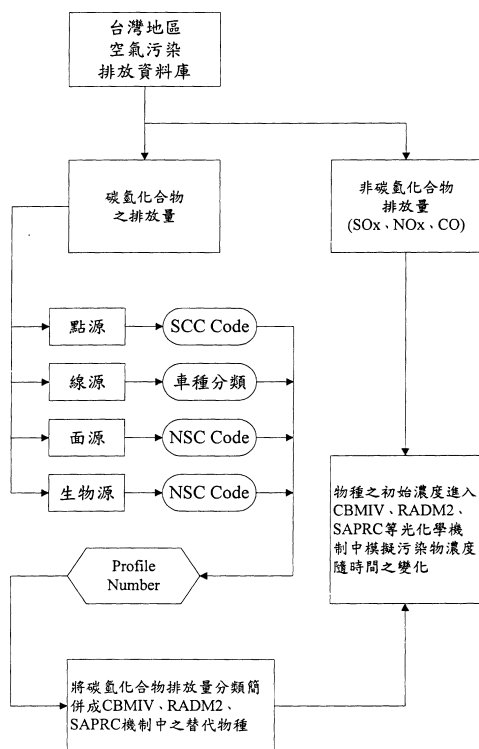 台灣地區
空氣污染
排放資料庫
碳氫化合物
之排放量
非碳氫化合物
排放量
(SOx、NOx、CO)
點源
SCC Code
線源
車種分類
面源
NSC Code
生物源
NSC Code
物種之初始濃度進入
CBMIV、RADM2、
SAPRC等光化學機
制中模擬污染物濃度
隨時間之變化
Profile
Number
將碳氫化合物排放量分類簡
併成CBMIV、RADM2、
SAPRC機制中之替代物種